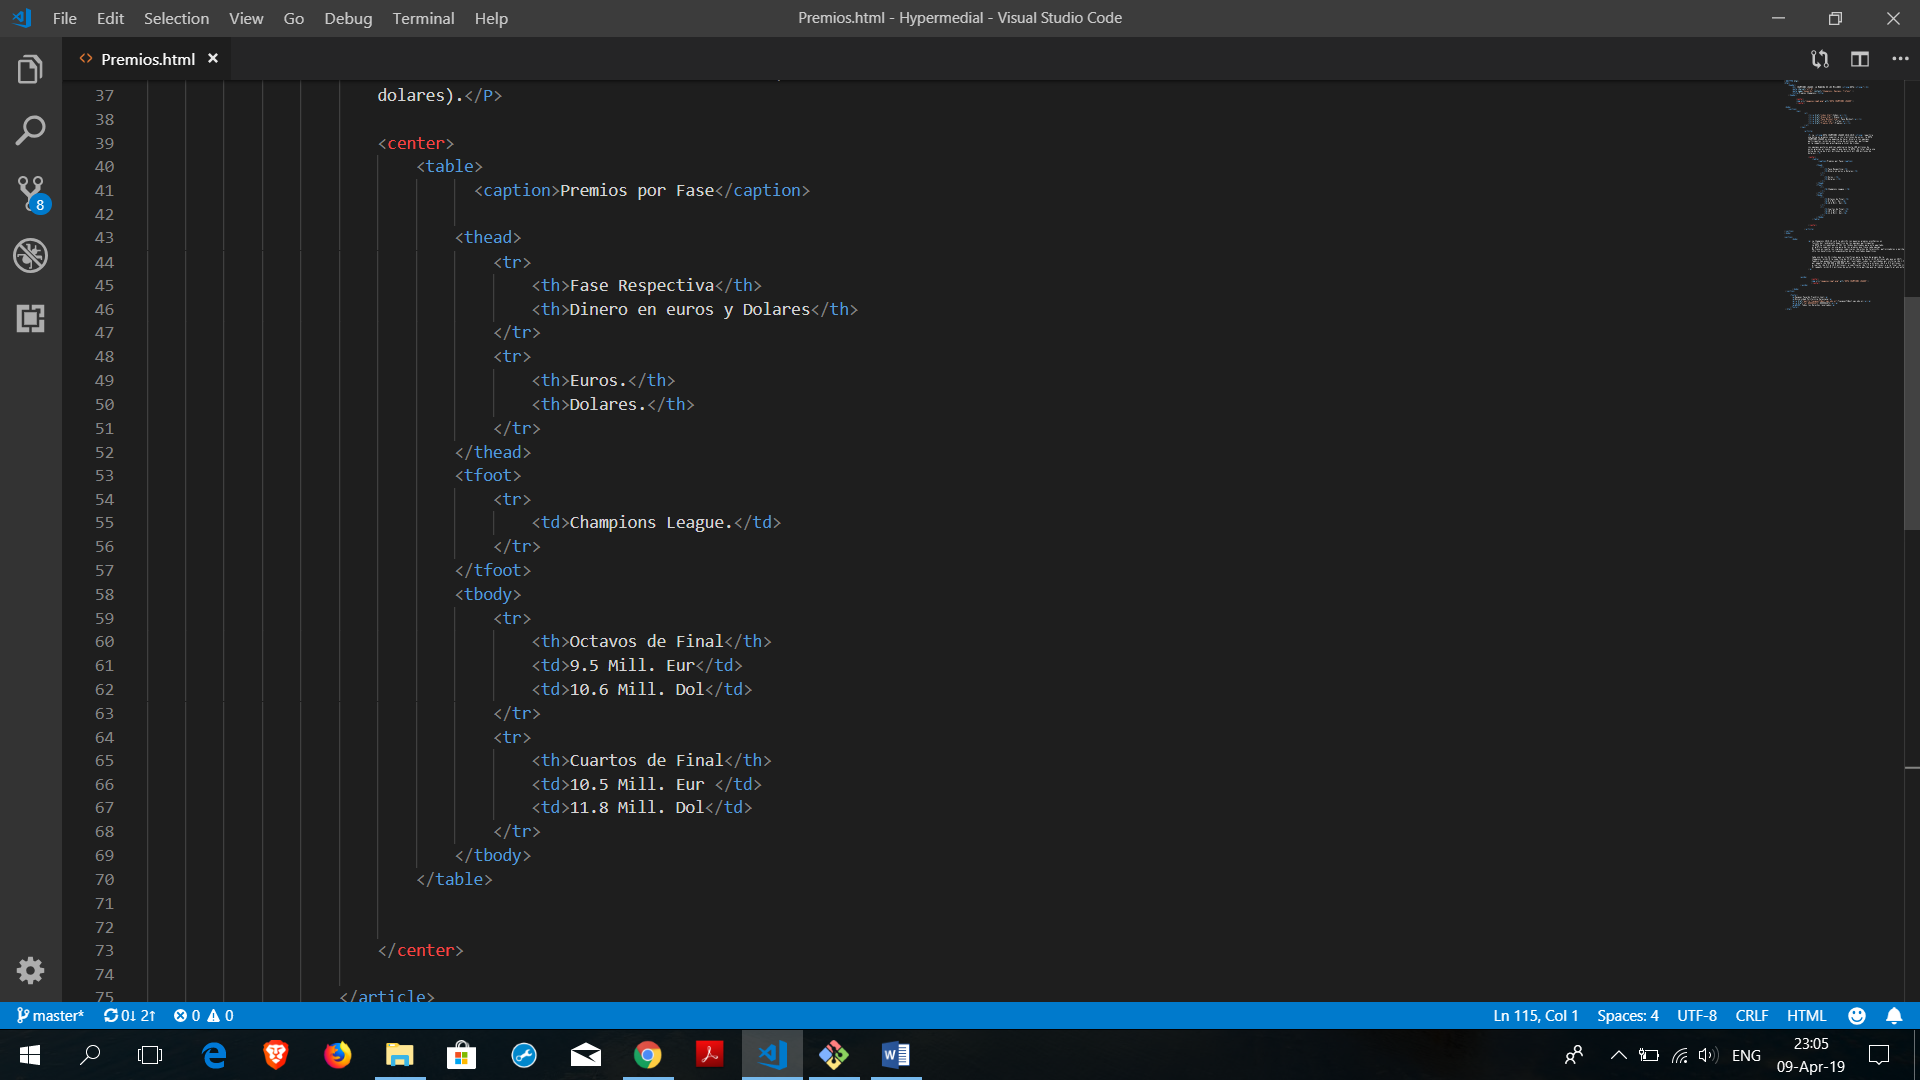 File Edit Selection View Go Debug Terminal Help
Premios.html - Hypermedial - Visual Studio Code
Premios.html
37 dolares).</P>
38
39 <center>
40 <table>
41 <caption>Premios por Fase</caption>
42
43 <thead>
44 <tr>
45 <th>Fase Respectiva</th>
46 <th>Dinero en euros y Dolares</th>
47 </tr>
48 <tr>
49 <th>Euros.</th>
50 <th>Dolares.</th>
51 </tr>
52 </thead>
53 <tfoot>
54 <tr>
55 <td>Champions League.</td>
56 </tr>
57 </tfoot>
58 <tbody>
59 <tr>
60 <th>Octavos de Final</th>
61 <td>9.5 Mill. Eur</td>
62 <td>10.6 Mill. Dol</td>
63 </tr>
64 <tr>
65 <th>Cuartos de Final</th>
66 <td>10.5 Mill. Eur </td>
67 <td>11.8 Mill. Dol</td>
68 </tr>
69 </tbody>
70 </table>
71
72
73 </center>
74
75 </article>
8
master* 0↓ 2↑ 0 0
Ln 115, Col 1 Spaces: 4 UTF-8 CRLF HTML
ENG
23:05
09-Apr-19